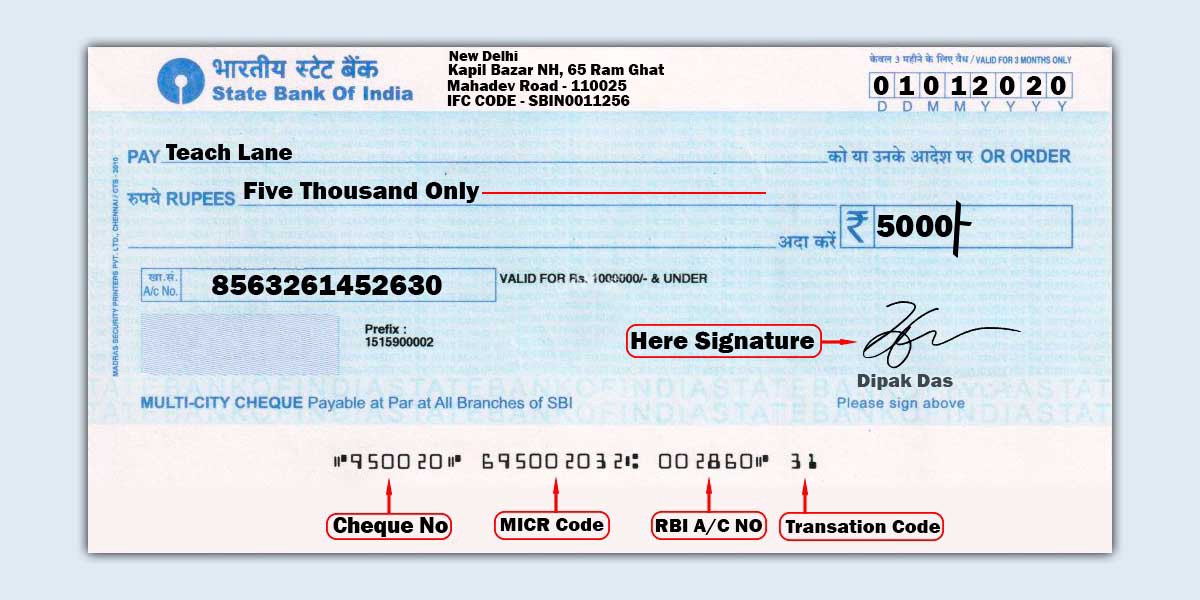 भारतीय स्टेट बैंक
State Bank Of India
New Delhi
Kapil Bazar NH, 65 Ram Ghat
Mahadev Road - 110025
IFC CODE - SBIN0011256
केवल 3 महीने के लिए वैध / VALID FOR 3 MONTHS ONLY
0 1 0 1 2 0 2 0
D D M M Y Y Y Y
PAY Teach Lane को या उनके आदेश पर OR ORDER
रुपये RUPEES Five Thousand Only
अदा करें ₹ 5000/-
खा.सं.
A/c No. 8563261452630
VALID FOR Rs. 1000000/- & UNDER
MADRAS SECURITY PRINTERS PVT. LTD., CHENNAI / CTS - 2010
Prefix :
1515900002
Here Signature
Dipak Das
Please sign above
STATEBANKOFINDIASTATEBANKOFINDIASTATEBANKOFINDIASTAT
MULTI-CITY CHEQUE Payable at Par at All Branches of SBI
⑈950020⑈ 695002032⑆ 002860⑈ 31
Cheque No
MICR Code
RBI A/C NO
Transation Code